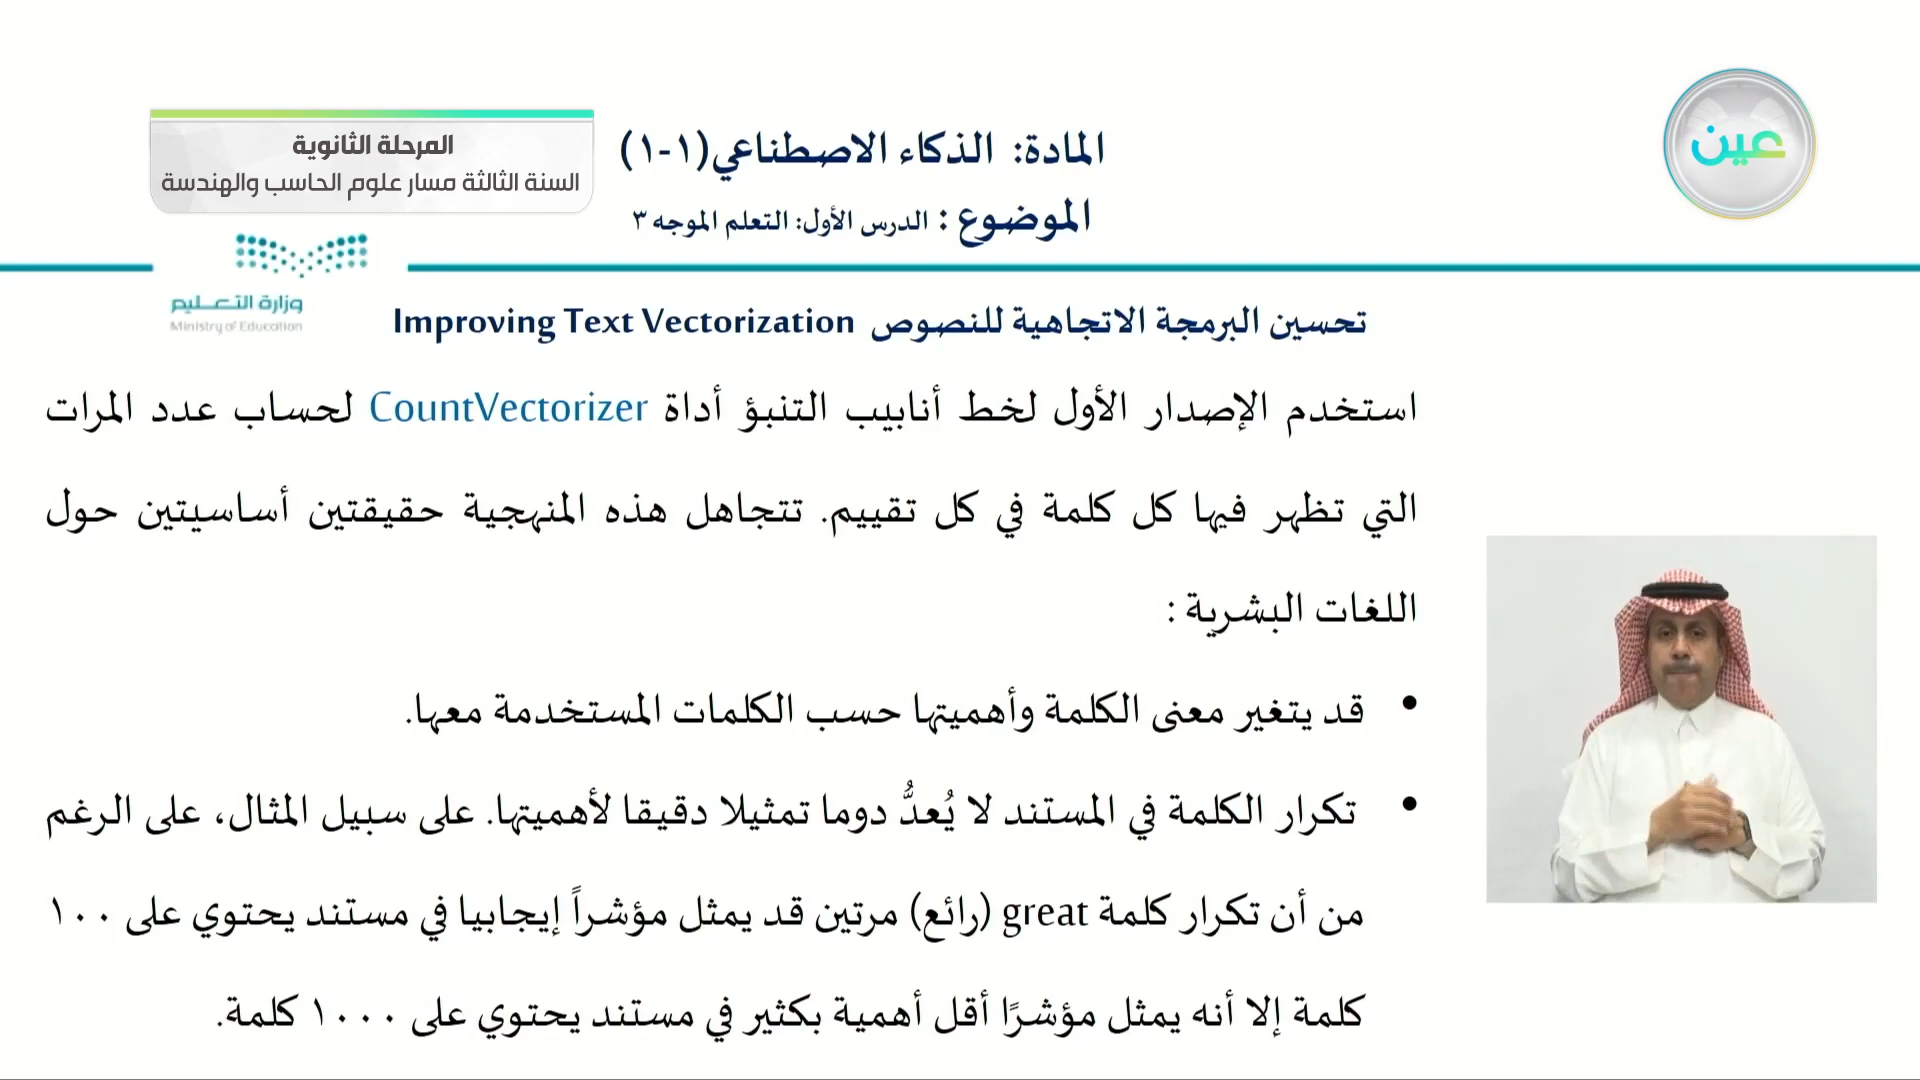 المرحلة الثانوية
السنة الثالثة مسار علوم الحاسب والهندسة
المادة: الذكاء الاصطناعي(١-١)
الموضوع : الدرس الأول: التعلم الموجه ٣
عين
وزارة التعليم
Ministry of Education
تحسين البرمجة الاتجاهية للنصوص Improving Text Vectorization
استخدم الإصدار الأول لخط أنابيب التنبؤ أداة CountVectorizer لحساب عدد المرات
التي تظهر فيها كل كلمة في كل تقييم. تتجاهل هذه المنهجية حقيقتين أساسيتين حول
اللغات البشرية :
• قد يتغير معنى الكلمة وأهميتها حسب الكلمات المستخدمة معها.
• تكرار الكلمة في المستند لا يُعدُّ دوما تمثيلا دقيقا لأهميتها. على سبيل المثال، على الرغم
من أن تكرار كلمة great (رائع) مرتين قد يمثل مؤشراً إيجابيا في مستند يحتوي على ١٠٠
كلمة إلا أنه يمثل مؤشرًا أقل أهمية بكثير في مستند يحتوي على ١٠٠٠ كلمة.